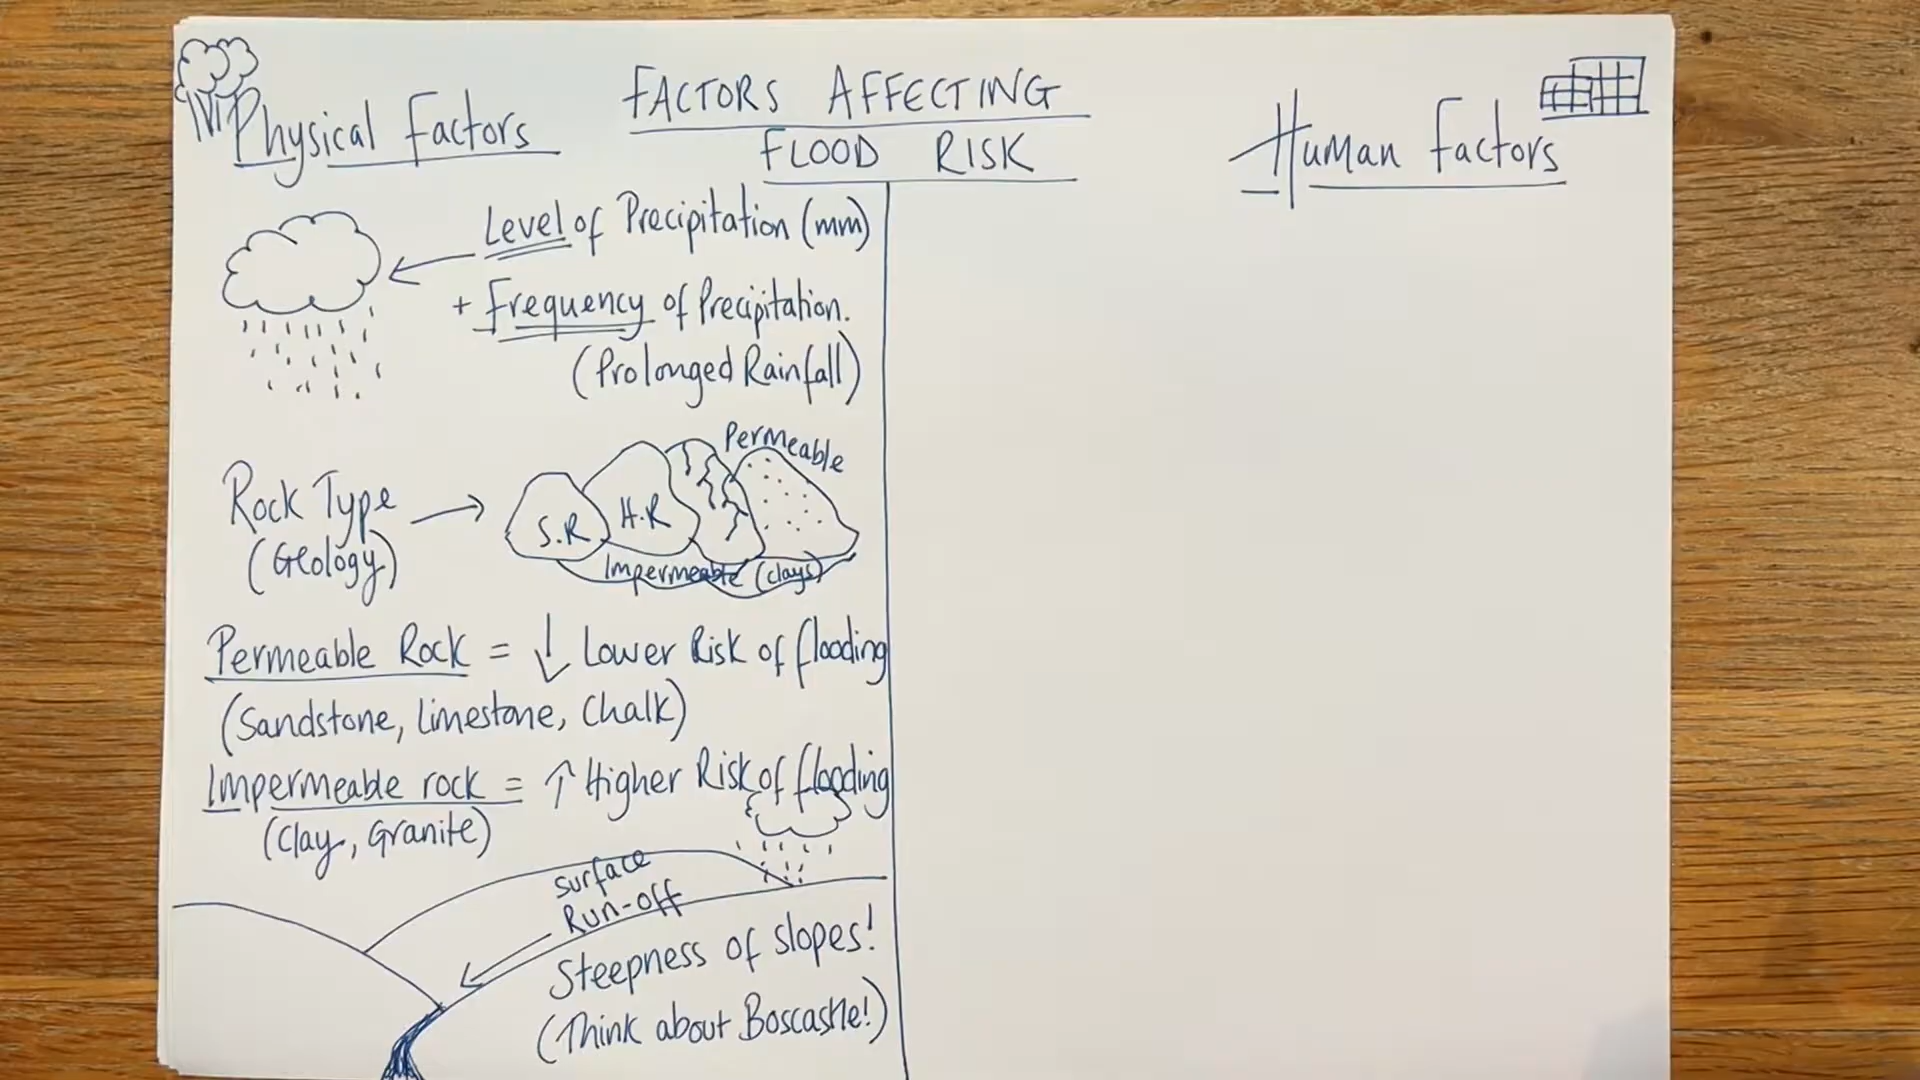 FACTORS AFFECTING
FLOOD RISK
Physical Factors
Level of Precipitation (mm)
+ Frequency of Precipitation.
(Prolonged Rainfall)
Rock Type
(Geology)
S.R
H.R
Permeable
Impermeable (clays)
Permeable Rock = ↓ Lower Risk of flooding
(Sandstone, Limestone, Chalk)
Impermeable rock = ↑ Higher Risk of flooding
(Clay, Granite)
Surface
Run-off
Steepness of slopes!
(Think about Boscastle!)
Human Factors